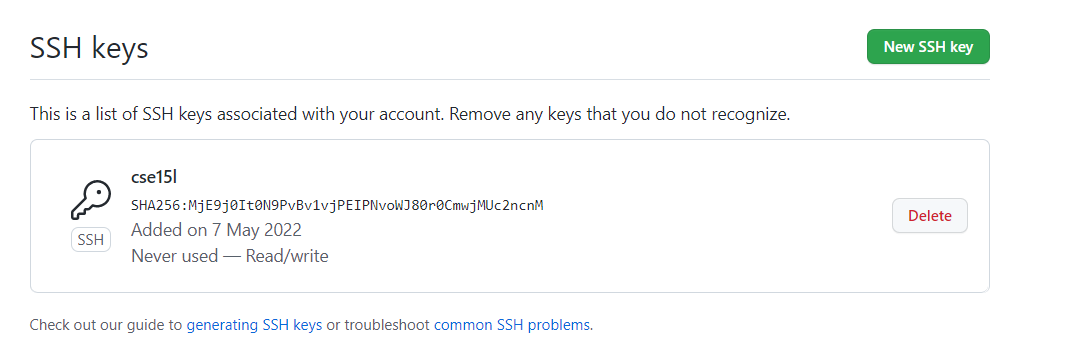 SSH keys
New SSH key
This is a list of SSH keys associated with your account. Remove any keys that you do not recognize.
cse15l
SHA256:MjE9j0It0N9PvBv1vjPEIPNvoWJ80r0CmwjMUc2ncnM
SSH
Added on 7 May 2022
Never used — Read/write
Delete
Check out our guide to generating SSH keys or troubleshoot common SSH problems.